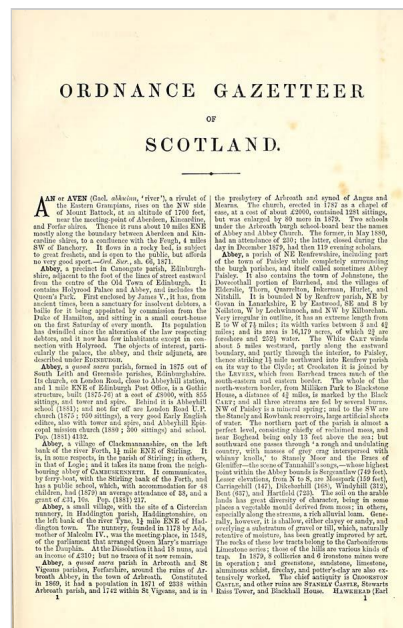 ORDNANCE GAZETTEER
OF
SCOTLAND.
AN or AVEN (Gael. abhuinn, 'river'), a rivulet of
the Eastern Grampians, rises on the NW side
of Mount Battock, at an altitude of 1700 feet,
near the meeting-point of Aberdeen, Kincardine,
and Forfar shires. Thence it runs about 10 miles ENE
mostly along the boundary between Aberdeen and Kin-
cardine shires, to a confluence with the Feugh, 4 miles
SW of Banchory. It flows in a rocky bed, is subject
to great freshets, and is open to the public, but affords
no very good sport.—Ord. Sur., sh. 66, 1871.
Abbey, a precinct in Canongate parish, Edinburgh-
shire, adjacent to the foot of the lines of street eastward
from the centre of the Old Town of Edinburgh. It
contains Holyrood Palace and Abbey, and includes the
Queen's Park. First enclosed by James V., it has, from
ancient times, been a sanctuary for insolvent debtors, a
bailie for it being appointed by commission from the
Duke of Hamilton, and sitting in a small court-house
on the first Saturday of every month. Its population
has dwindled since the alteration of the law respecting
debtors, and it now has few inhabitants except in con-
nection with Holyrood. The objects of interest, parti-
cularly the palace, the abbey, and their adjuncts, are
described under EDINBURGH.
Abbey, a quoad sacra parish, formed in 1875 out of
South Leith and Greenside parishes, Edinburghshire.
Its church, on London Road, close to Abbeyhill station,
and 1 mile ENE of Edinburgh Post Office, is a Gothic
structure, built (1875-76) at a cost of £8000, with 855
sittings, and tower and spire. Behind it is Abbeyhill
school (1881); and not far off are London Road U.P.
church (1875; 950 sittings), a very good Early English
edifice, also with tower and spire, and Abbeyhill Epis-
copal mission church (1880; 300 sittings) and school.
Pop. (1881) 4132.
Abbey, a village of Clackmannanshire, on the left
bank of the river Forth, 1½ mile ENE of Stirling. It
is, in some respects, in the parish of Stirling; in others,
in that of Logie; and it takes its name from the neigh-
bouring abbey of CAMBUSKENNETH. It communicates,
by ferry-boat, with the Stirling bank of the Forth, and
has a public school, which, with accommodation for 48
children, had (1879) an average attendance of 38, and a
grant of £31, 10s. Pop. (1881) 217.
Abbey, a small village, with the site of a Cistercian
nunnery, in Haddington parish, Haddingtonshire, on
the left bank of the river Tyne, 1¼ mile ENE of Had-
dington town. The nunnery, founded in 1178 by Ada,
mother of Malcolm IV., was the meeting-place, in 1548,
of the parliament that arranged Queen Mary's marriage
to the Dauphin. At the Dissolution it had 18 nuns, and
an income of £310; but no traces of it now remain.
Abbey, a quoad sacra parish in Arbroath and St
Vigeans parishes, Forfarshire, around the ruins of Ar-
broath Abbey, in the town of Arbroath. Constituted
in 1869, it had a population in 1871 of 2338 within
Arbroath parish, and 1742 within St Vigeans, and is in
1
the presbytery of Arbroath and synod of Angus and
Mearns. The church, erected in 1787 as a chapel of
ease, at a cost of about £2000, contained 1281 sittings,
but was enlarged by 80 more in 1879. Two schools
under the Arbroath burgh school-board bear the names
of Abbey and Abbey Church. The former, in May 1880,
had an attendance of 230; the latter, closed during the
day in December 1879, had then 119 evening scholars.
Abbey, a parish of NE Renfrewshire, including part
of the town of Paisley while completely surrounding
the burgh parishes, and itself called sometimes Abbey
Paisley. It also contains the town of Johnstone, the
Dovecothall portion of Barrhead, and the villages of
Elderslie, Thorn, Quarrelton, Inkerman, Hurlet, and
Nitshill. It is bounded N by Renfrew parish, NE by
Govan in Lanarkshire, E by Eastwood, SE and S by
Neilston, W by Lochwinnoch, and NW by Kilbarchan.
Very irregular in outline, it has an extreme length from
E to W of 7¼ miles; its width varies between 3 and 4½
miles; and its area is 16,179 acres, of which 2¾ are
foreshore and 252½ water. The White CART winds
about 5 miles westward, partly along the eastward
boundary, and partly through the interior, to Paisley,
thence striking 1½ mile northward into Renfrew parish
on its way to the Clyde; at Crookston it is joined by
the LEVERN, which from Barrhead traces much of the
south-eastern and eastern border. The whole of the
north-western border, from Milliken Park to Blackstone
House, a distance of 4½ miles, is marked by the Black
CART; and all three streams are fed by several burns.
NW of Paisley is a mineral spring; and to the SW are
the Stanely and Rowbank reservoirs, large artificial sheets
of water. The northern part of the parish is almost a
perfect level, consisting chiefly of reclaimed moss, and
near Boghead being only 13 feet above the sea; but
southward one passes through 'a rough and undulating
country, with masses of grey crag interspersed with
whinny knolls,' to Stanely Moor and the Braes of
Gleniffer—the scene of Tannahill's songs,—whose highest
point within the Abbey bounds is Sergeantlaw (749 feet).
Lesser elevations, from N to S, are Mosspark (159 feet),
Carriagehill (147), Dikebarhill (168), Windyhill (312),
Bent (637), and Hartfield (723). The soil on the arable
lands has great diversity of character, being in some
places a vegetable mould derived from moss; in others,
especially along the streams, a rich alluvial loam. Gene-
rally, however, it is shallow, either clayey or sandy, and
overlying a substratum of gravel or till, which, naturally
retentive of moisture, has been greatly improved by art.
The rocks of the low tracts belong to the Carboniferous
Limestone series; those of the hills are various kinds of
trap. In 1879, 8 collieries and 6 ironstone mines were
in operation; and greenstone, sandstone, limestone,
aluminous schist, fireclay, and potter's-clay are also ex-
tensively worked. The chief antiquity is CROOKSTON
CASTLE, and other ruins are STANELY CASTLE, Stewarts
Raiss Tower, and Blackhall House. HAWKHEAD (Earl
1